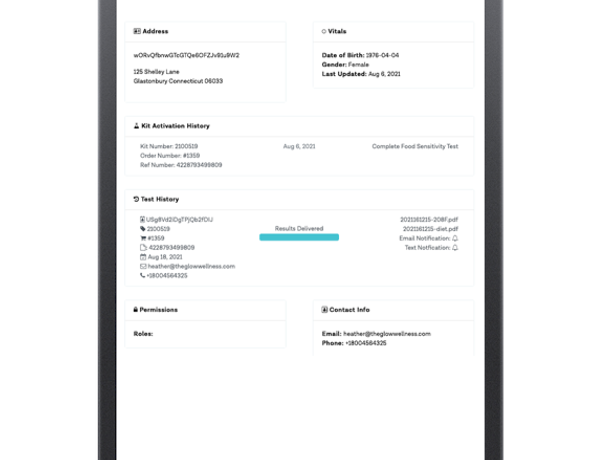 Address
wORvQfbnwGTcGTQe6OFZJv81u9W2
125 Shelley Lane
Glastonbury Connecticut 06033
Vitals
Date of Birth: 1976-04-04
Gender: Female
Last Updated: Aug 6, 2021
Kit Activation History
Kit Number: 2100519
Order Number: #1359
Ref Number: 4228793499809
Aug 6, 2021
Complete Food Sensitivity Test
Test History
2100519
#1359
4228793499809
Aug 18, 2021
heather@theglowwellness.com
+18004564325
Results Delivered
2021161215-208F.pdf
2021161215-diet.pdf
Email Notification:
Text Notification:
Permissions
Roles:
Contact Info
Email: heather@theglowwellness.com
Phone: +18004564325